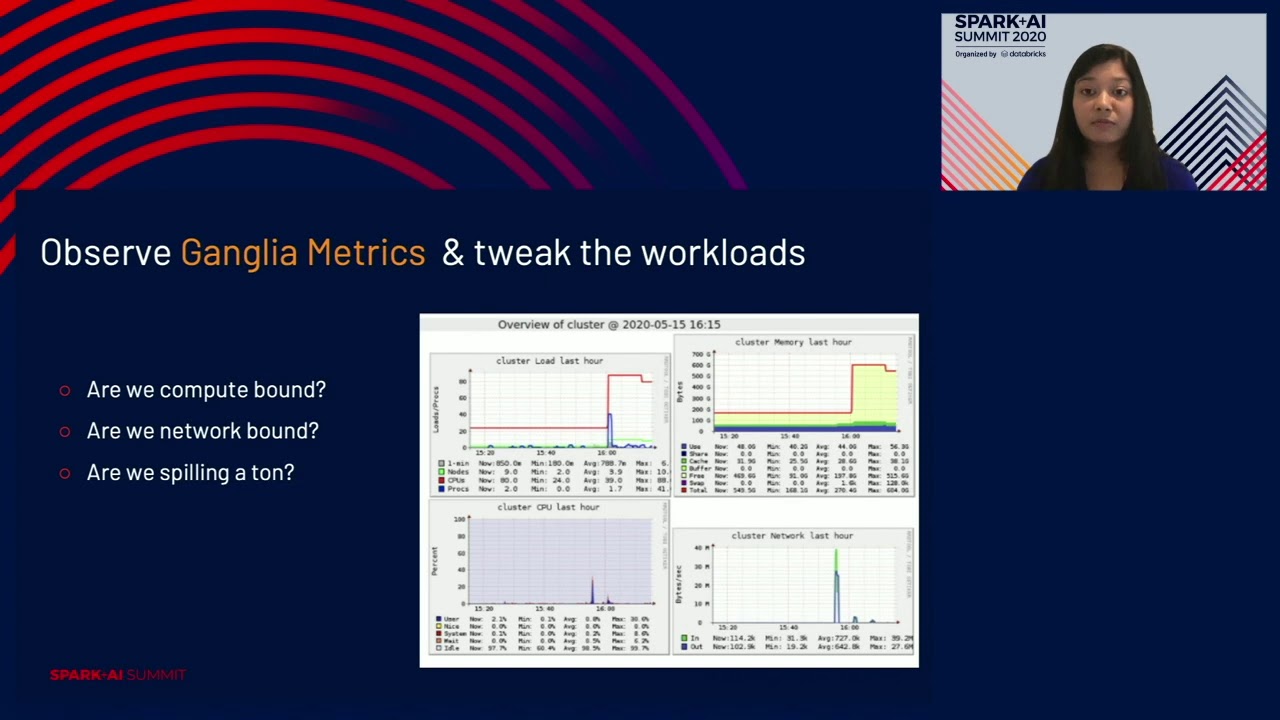 SPARK+AI
SUMMIT 2020
Organized by databricks
Observe Ganglia Metrics & tweak the workloads
Are we compute bound?
Are we network bound?
Are we spilling a ton?
Overview of cluster @ 2020-05-15 16:15
cluster Load last hour
Loads/Procs
80
60
40
20
0
15:20 15:40 16:00
1-min Now:850.0m Min:180.0m Avg:788.7m Max: 6.
Nodes Now: 9.0 Min: 2.0 Avg: 3.9 Max: 10.
CPUs Now: 80.0 Min: 24.0 Avg: 39.0 Max: 88.
Procs Now: 2.0 Min: 0.0 Avg: 1.7 Max: 41.
cluster Memory last hour
Bytes
700 G
600 G
500 G
400 G
300 G
200 G
100 G
0
15:20 15:40 16:00
Use Now: 48.0G Min: 40.2G Avg: 44.0G Max: 56.3G
Share Now: 0.0 Min: 0.0 Avg: 0.0 Max: 0.0
Cache Now: 31.9G Min: 25.5G Avg: 28.6G Max: 38.1G
Buffer Now: 0.0 Min: 0.0 Avg: 0.0 Max: 0.0
Free Now: 469.6G Min: 91.0G Avg: 197.8G Max: 515.6G
Swap Now: 0.0 Min: 0.0 Avg: 1.6k Max: 128.0k
Total Now: 549.5G Min: 168.1G Avg: 270.4G Max: 604.0G
cluster CPU last hour
Percent
100
80
60
40
20
0
15:20 15:40 16:00
User Now: 2.1% Min: 0.1% Avg: 0.8% Max: 30.6%
Nice Now: 0.0% Min: 0.0% Avg: 0.0% Max: 0.0%
System Now: 0.1% Min: 0.0% Avg: 0.2% Max: 8.6%
Wait Now: 0.0% Min: 0.0% Avg: 0.5% Max: 6.2%
Idle Now: 97.7% Min: 60.4% Avg: 98.5% Max: 99.7%
cluster Network last hour
Bytes/sec
40 M
30 M
20 M
10 M
0
15:20 15:40 16:00
In Now:114.2k Min: 31.9k Avg:727.0k Max: 39.2M
Out Now:102.9k Min: 19.2k Avg:642.8k Max: 27.6M
SPARK+AI SUMMIT